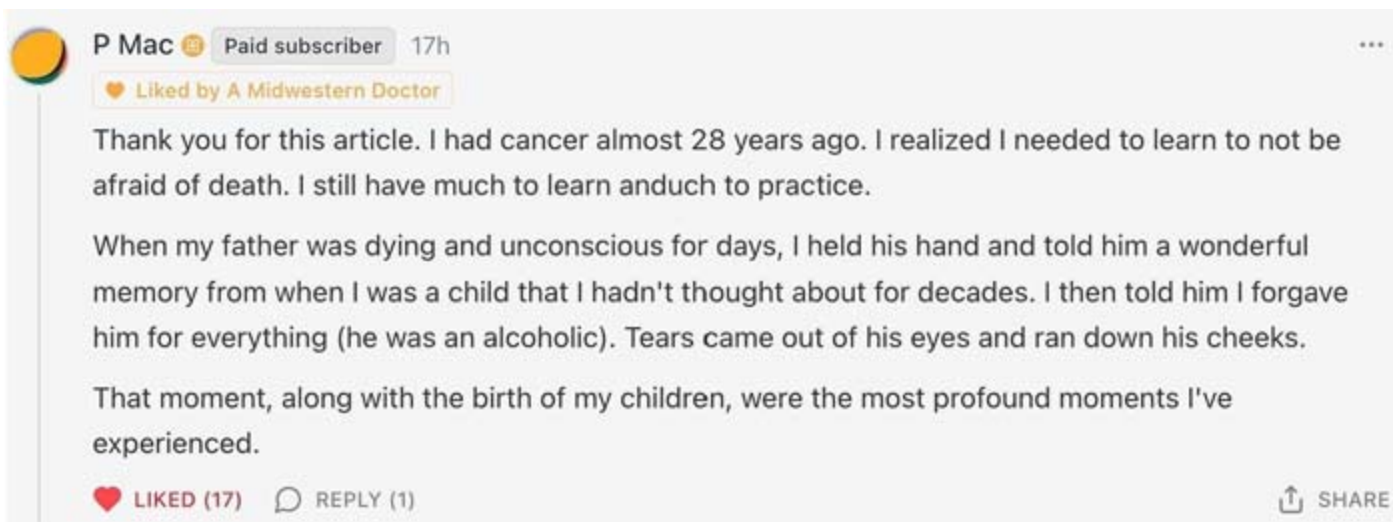 P Mac Paid subscriber 17h
Liked by A Midwestern Doctor
Thank you for this article. I had cancer almost 28 years ago. I realized I needed to learn to not be
afraid of death. I still have much to learn anduch to practice.
When my father was dying and unconscious for days, I held his hand and told him a wonderful
memory from when I was a child that I hadn't thought about for decades. I then told him I forgave
him for everything (he was an alcoholic). Tears came out of his eyes and ran down his cheeks.
That moment, along with the birth of my children, were the most profound moments I've
experienced.
LIKED (17) REPLY (1) SHARE